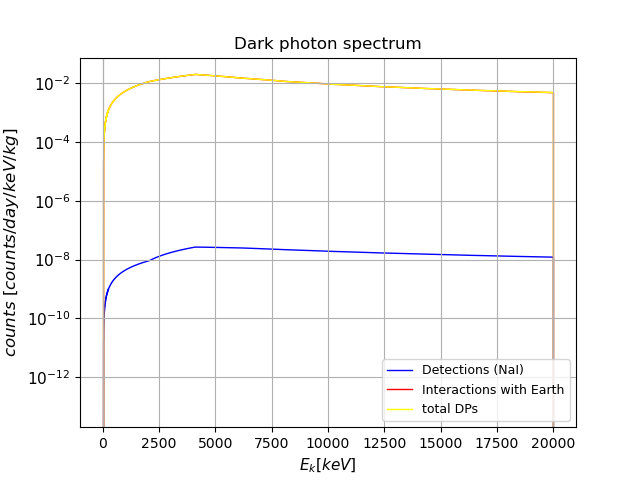 Dark photon spectrum
counts [counts/day/keV/kg]
10^{-2}
10^{-4}
10^{-6}
10^{-8}
10^{-10}
10^{-12}
Detections (NaI)
Interactions with Earth
total DPs
0 2500 5000 7500 10000 12500 15000 17500 20000
E_k[keV]